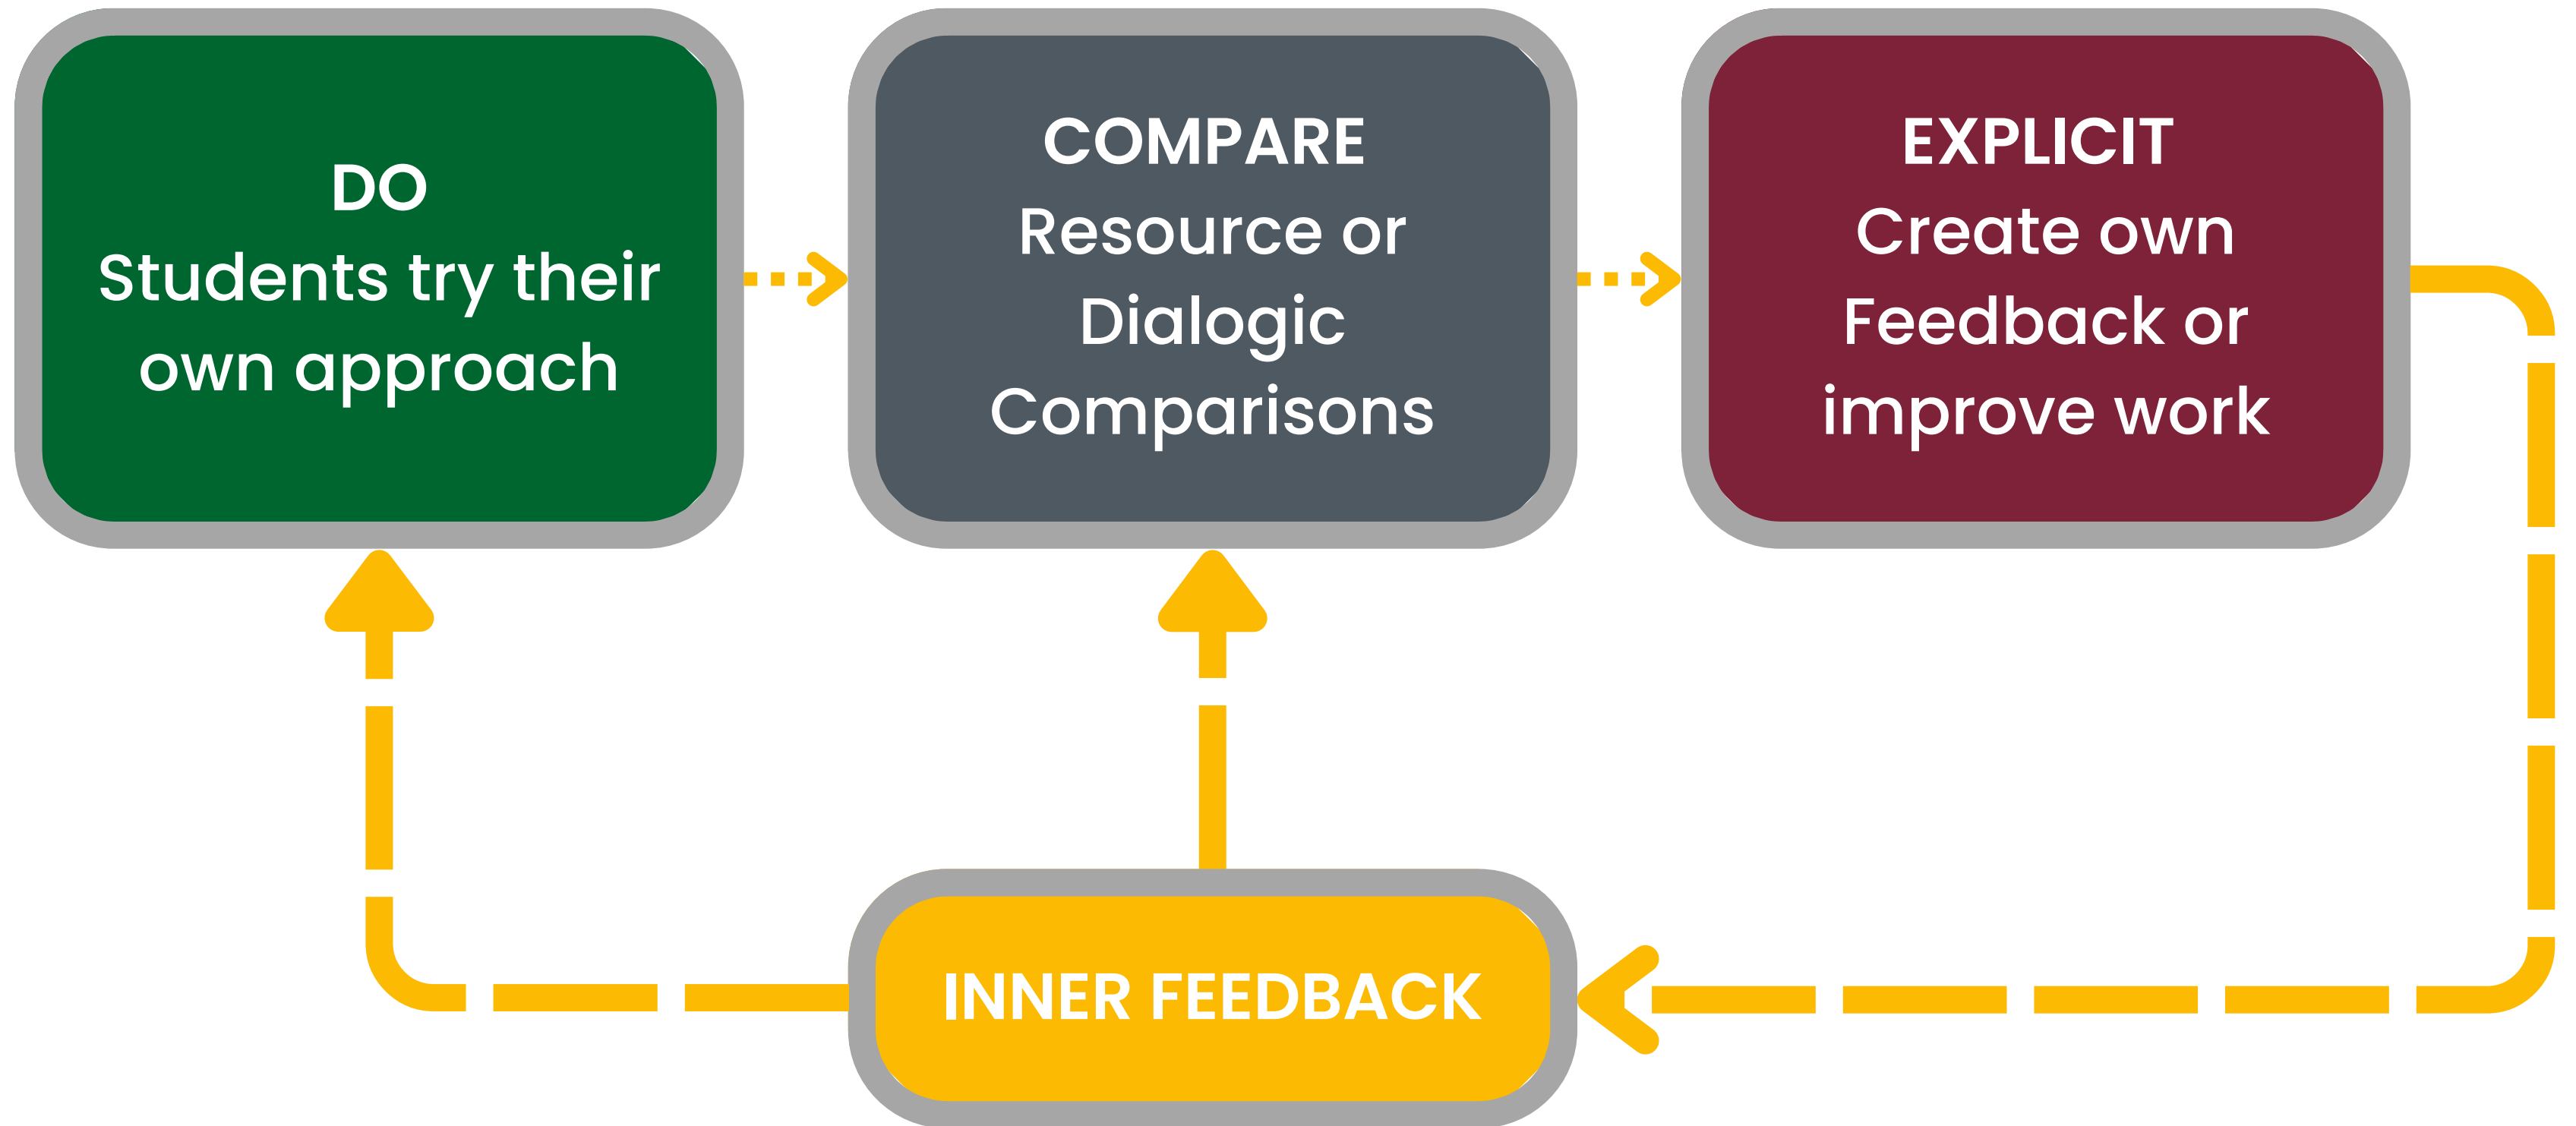 DO
Students try their
own approach
COMPARE
Resource or
Dialogic
Comparisons
EXPLICIT
Create own
Feedback or
improve work
INNER FEEDBACK